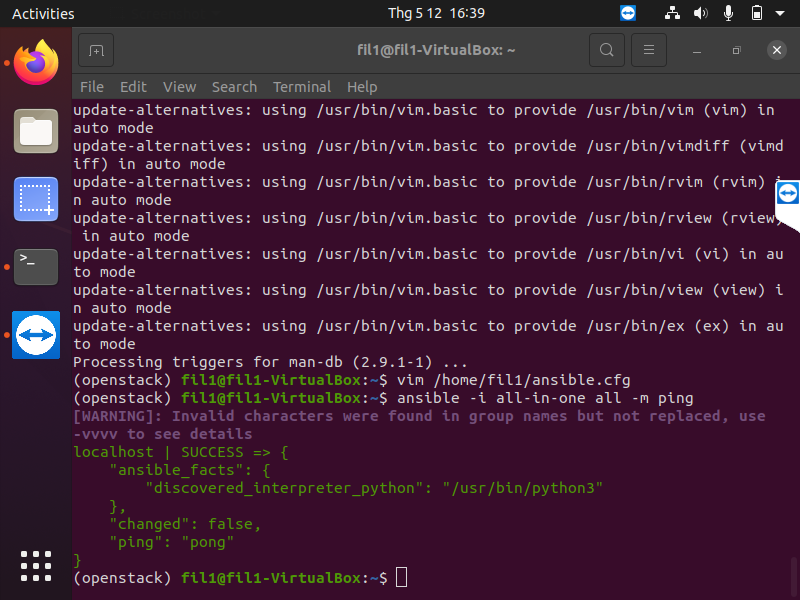 Activities
Thg 5 12 16:39
fil1@fil1-VirtualBox: ~
File Edit View Search Terminal Help
update-alternatives: using /usr/bin/vim.basic to provide /usr/bin/vim (vim) in
auto mode
update-alternatives: using /usr/bin/vim.basic to provide /usr/bin/vimdiff (vimd
iff) in auto mode
update-alternatives: using /usr/bin/vim.basic to provide /usr/bin/rvim (rvim) i
n auto mode
update-alternatives: using /usr/bin/vim.basic to provide /usr/bin/rview (rview)
 in auto mode
update-alternatives: using /usr/bin/vim.basic to provide /usr/bin/vi (vi) in au
to mode
update-alternatives: using /usr/bin/vim.basic to provide /usr/bin/view (view) i
n auto mode
update-alternatives: using /usr/bin/vim.basic to provide /usr/bin/ex (ex) in au
to mode
Processing triggers for man-db (2.9.1-1) ...
(openstack) fil1@fil1-VirtualBox:~$ vim /home/fil1/ansible.cfg
(openstack) fil1@fil1-VirtualBox:~$ ansible -i all-in-one all -m ping
[WARNING]: Invalid characters were found in group names but not replaced, use
-vvvv to see details
localhost | SUCCESS => {
    "ansible_facts": {
        "discovered_interpreter_python": "/usr/bin/python3"
    },
    "changed": false,
    "ping": "pong"
}
(openstack) fil1@fil1-VirtualBox:~$